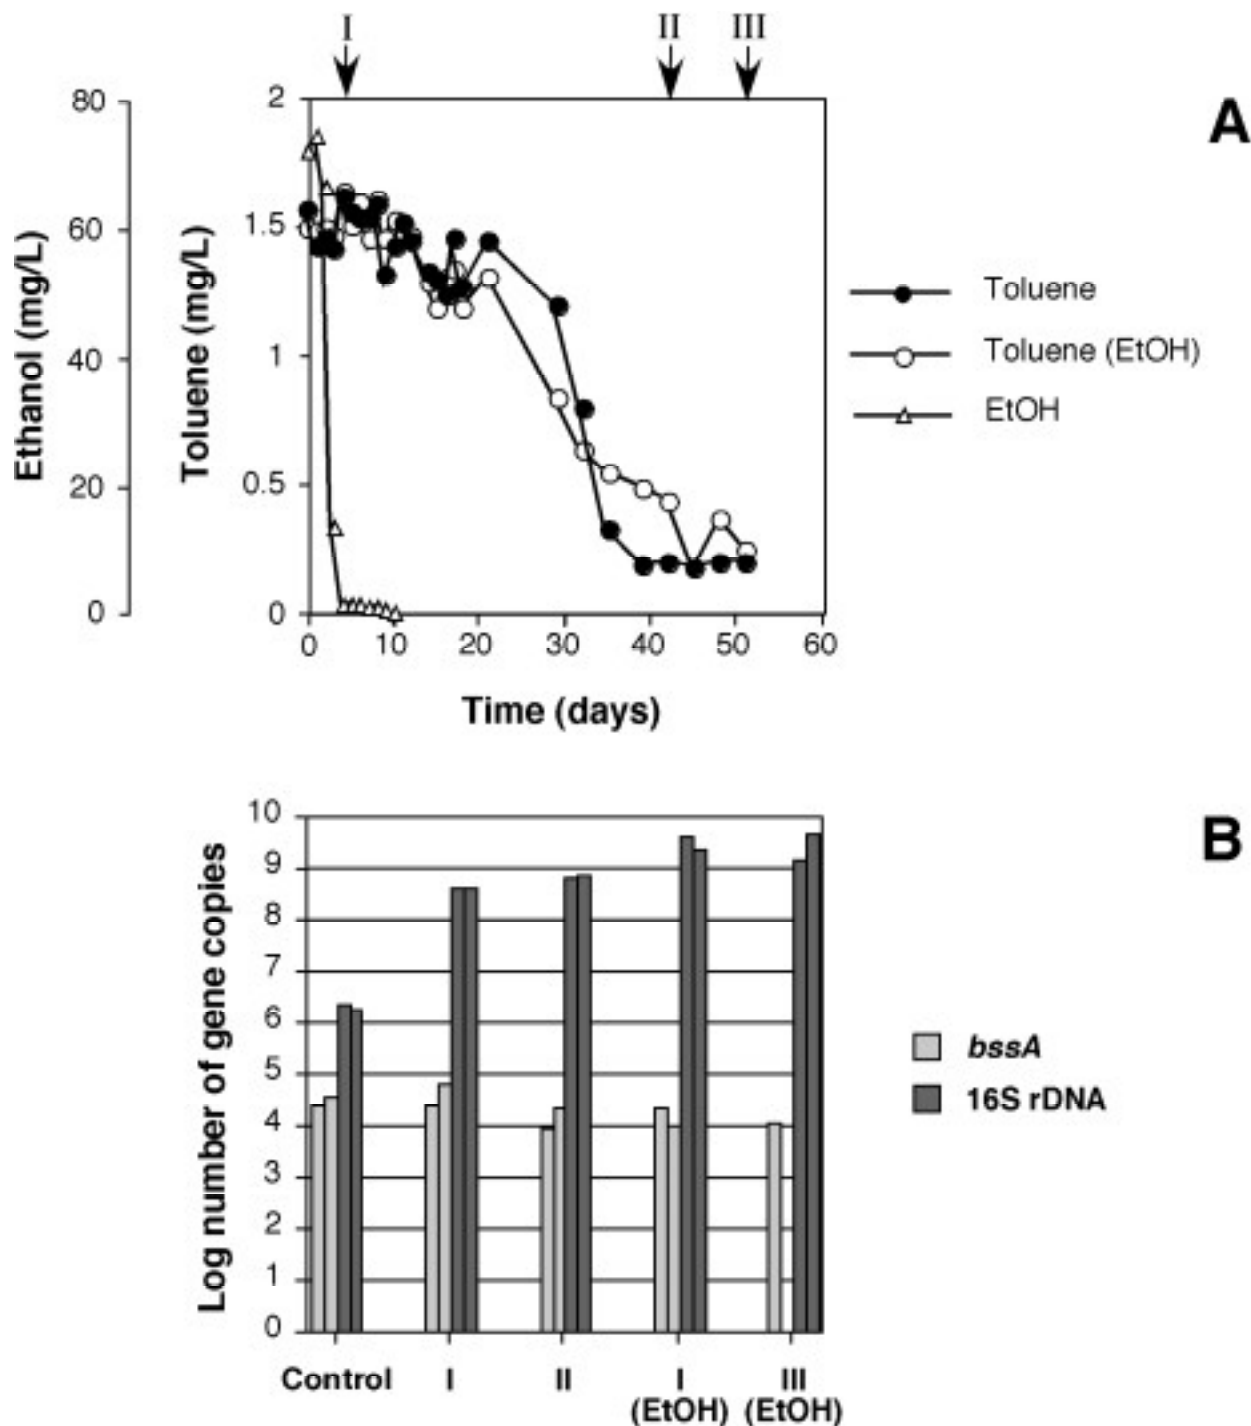 I II III
A
80
60
40
20
0
Ethanol (mg/L)
2
1.5
1
0.5
0
Toluene (mg/L)
0 10 20 30 40 50 60
Time (days)
Toluene
Toluene (EtOH)
EtOH
B
10
9
8
7
6
5
4
3
2
1
0
Log number of gene copies
Control I II I III
(EtOH) (EtOH)
bssA
16S rDNA